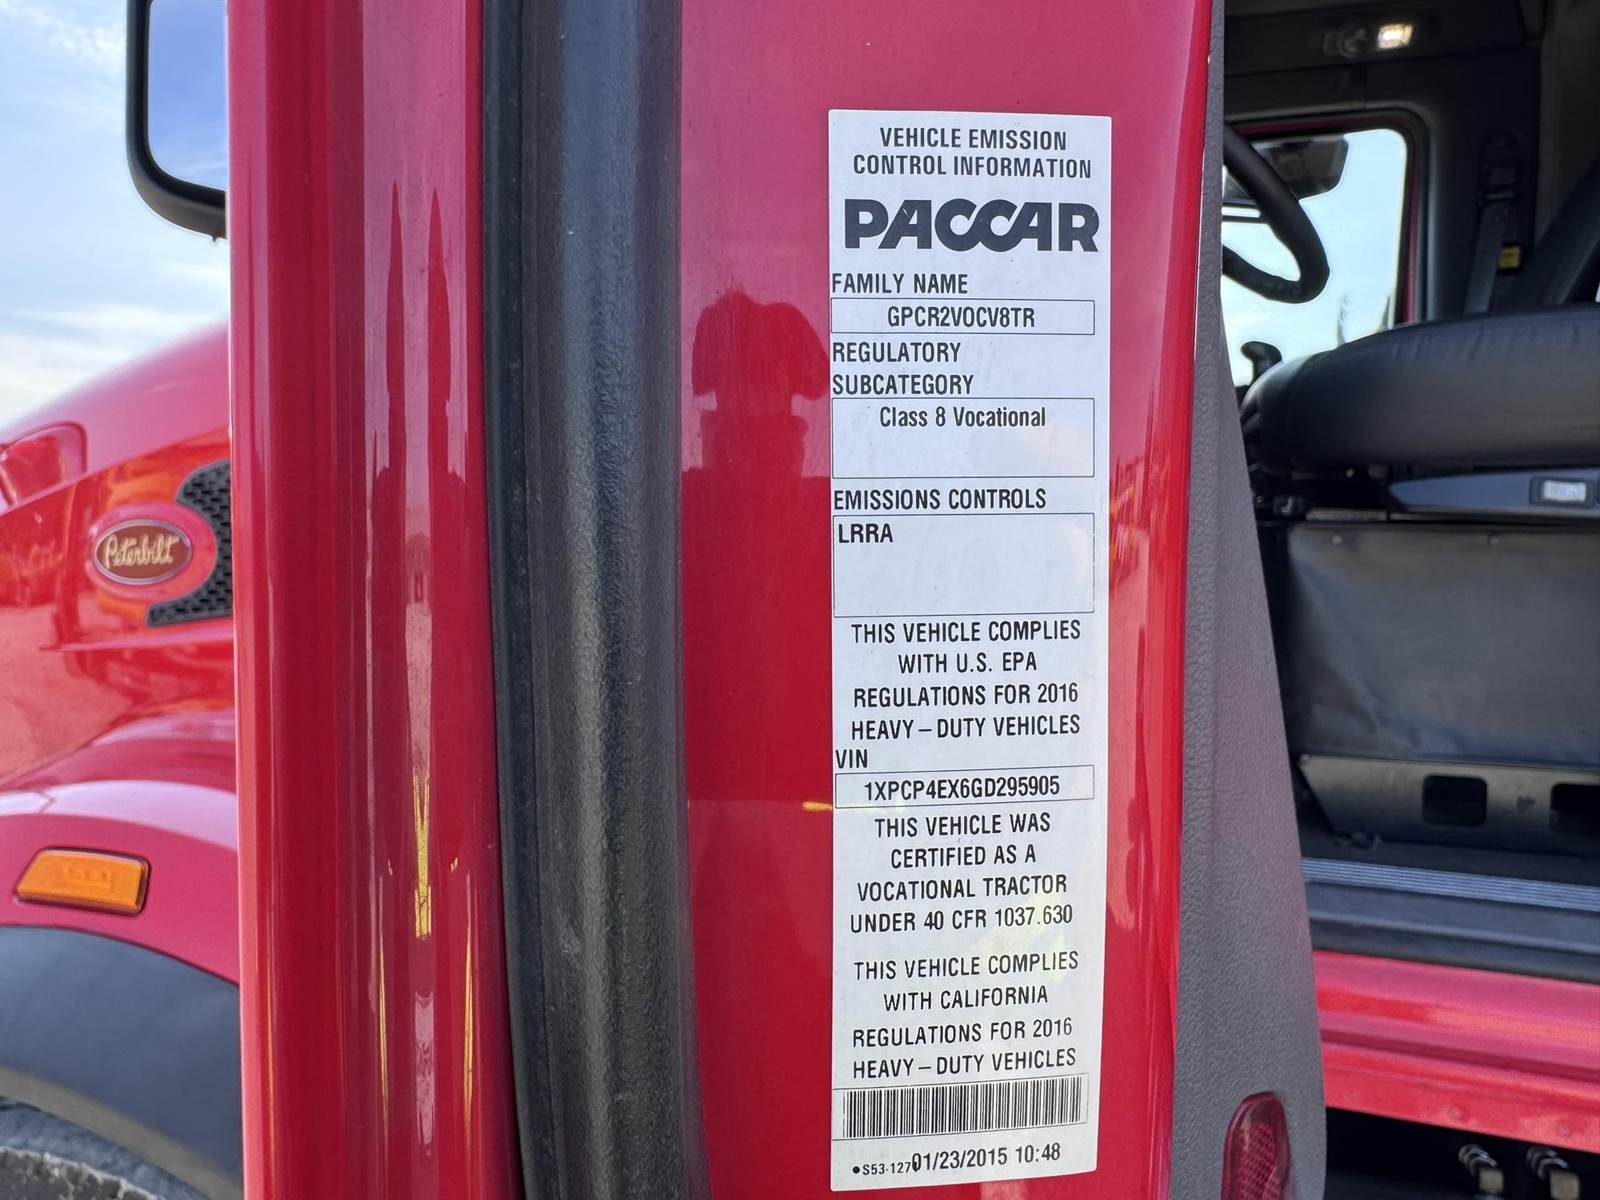 VEHICLE EMISSION
CONTROL INFORMATION
PACCAR
FAMILY NAME
GPCR2VOCV8TR
REGULATORY
SUBCATEGORY
Class 8 Vocational
EMISSIONS CONTROLS
LRRA
THIS VEHICLE COMPLIES
WITH U.S. EPA
REGULATIONS FOR 2016
HEAVY-DUTY VEHICLES
VIN
1XPCP4EX6GD295905
THIS VEHICLE WAS
CERTIFIED AS A
VOCATIONAL TRACTOR
UNDER 40 CFR 1037.630
THIS VEHICLE COMPLIES
WITH CALIFORNIA
REGULATIONS FOR 2016
HEAVY-DUTY VEHICLES
01/23/2015 10:48
Peterbilt